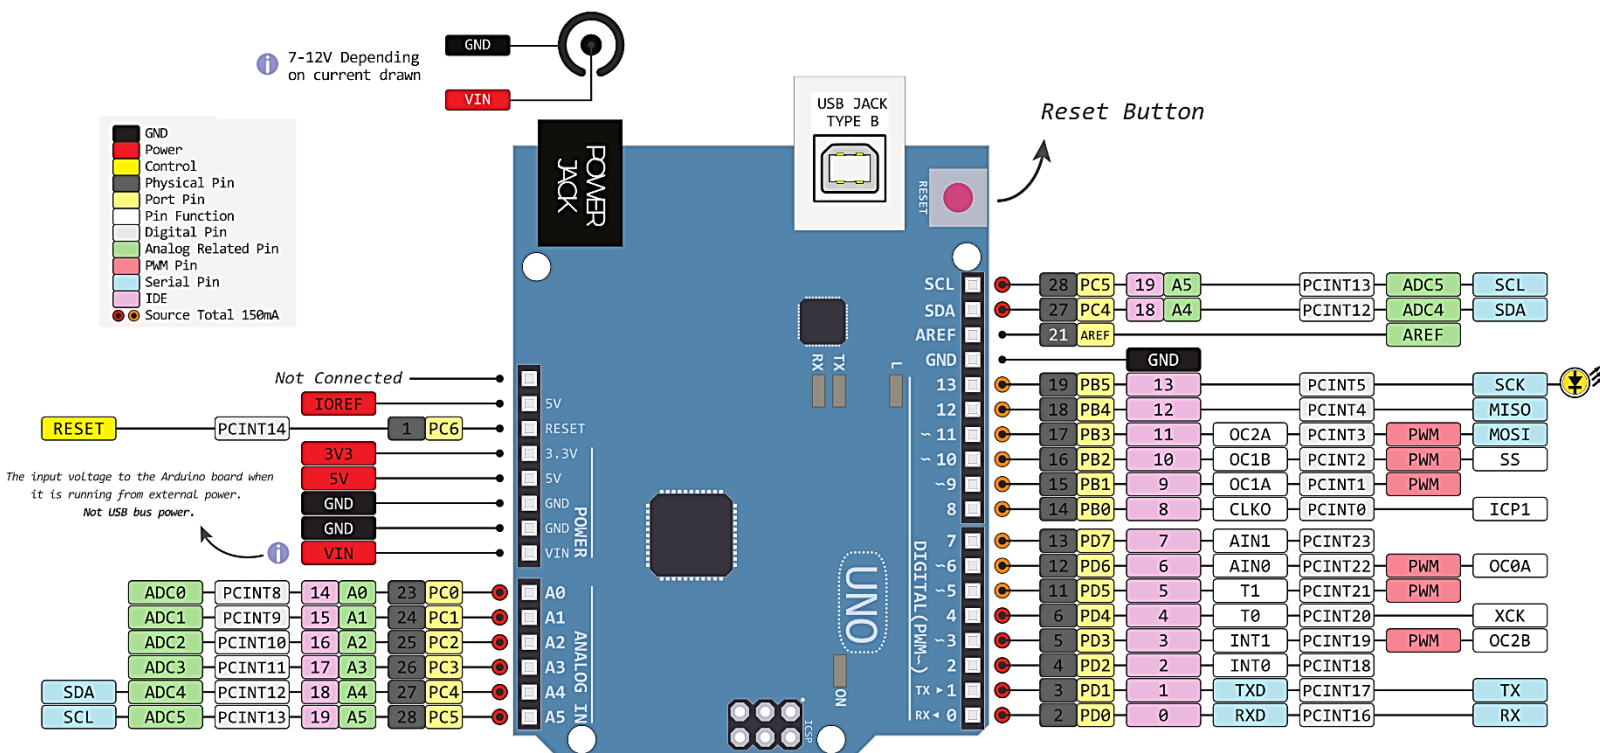 GND
7-12V Depending
on current drawn
VIN
USB JACK
TYPE B
Reset Button
GND
Power
Control
Physical Pin
Port Pin
Pin Function
Digital Pin
Analog Related Pin
PWM Pin
Serial Pin
IDE
Source Total 150mA
POWER
JACK
RESET
SCL 28 PC5 19 A5 PCINT13 ADC5 SCL
SDA 27 PC4 18 A4 PCINT12 ADC4 SDA
AREF 21 AREF AREF
GND GND
13 19 PB5 13 PCINT5 SCK
12 18 PB4 12 PCINT4 MISO
~11 17 PB3 11 OC2A PCINT3 PWM MOSI
~10 16 PB2 10 OC1B PCINT2 PWM SS
~9 15 PB1 9 OC1A PCINT1 PWM
8 14 PB0 8 CLKO PCINT0 ICP1
7 13 PD7 7 AIN1 PCINT23
~6 12 PD6 6 AIN0 PCINT22 PWM OC0A
~5 11 PD5 5 T1 PCINT21 PWM
4 6 PD4 4 T0 PCINT20 XCK
~3 5 PD3 3 INT1 PCINT19 PWM OC2B
2 4 PD2 2 INT0 PCINT18
TX ▸ 1 3 PD1 1 TXD PCINT17 TX
RX ◂ 0 2 PD0 0 RXD PCINT16 RX
RX
TX
L
Not Connected
IOREF 5V
RESET PCINT14 1 PC6 RESET
3V3 3.3V
5V 5V
GND GND
GND GND
VIN VIN
POWER
The input voltage to the Arduino board when
it is running from external power.
Not USB bus power.
ADC0 PCINT8 14 A0 23 PC0 A0
ADC1 PCINT9 15 A1 24 PC1 A1
ADC2 PCINT10 16 A2 25 PC2 A2
ADC3 PCINT11 17 A3 26 PC3 A3
SDA ADC4 PCINT12 18 A4 27 PC4 A4
SCL ADC5 PCINT13 19 A5 28 PC5 A5
ANALOG IN
DIGITAL(PWM~)
UNO
ON
ICSP